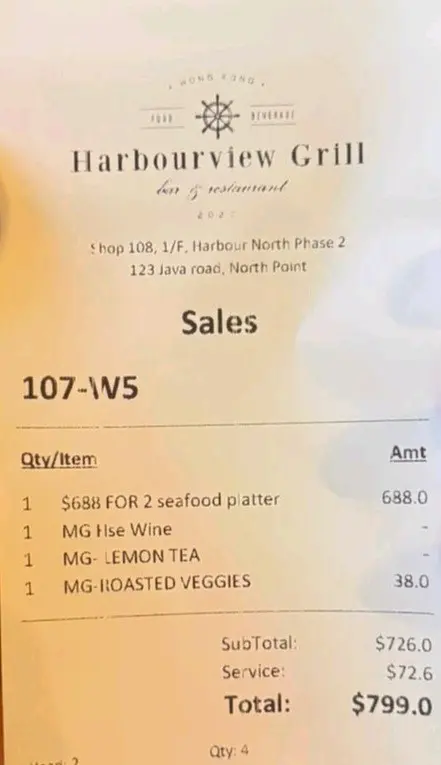 HONG KONG
FOOD BEVERAGE
Harbourview Grill
bar & restaurant
Shop 108, 1/F, Harbour North Phase 2
123 Java road, North Point
Sales
107-W5
Qty/Item Amt
1 $688 FOR 2 seafood platter 688.0
1 MG Hse Wine -
1 MG- LEMON TEA -
1 MG-ROASTED VEGGIES 38.0
SubTotal: $726.0
Service: $72.6
Total: $799.0
Qty: 4